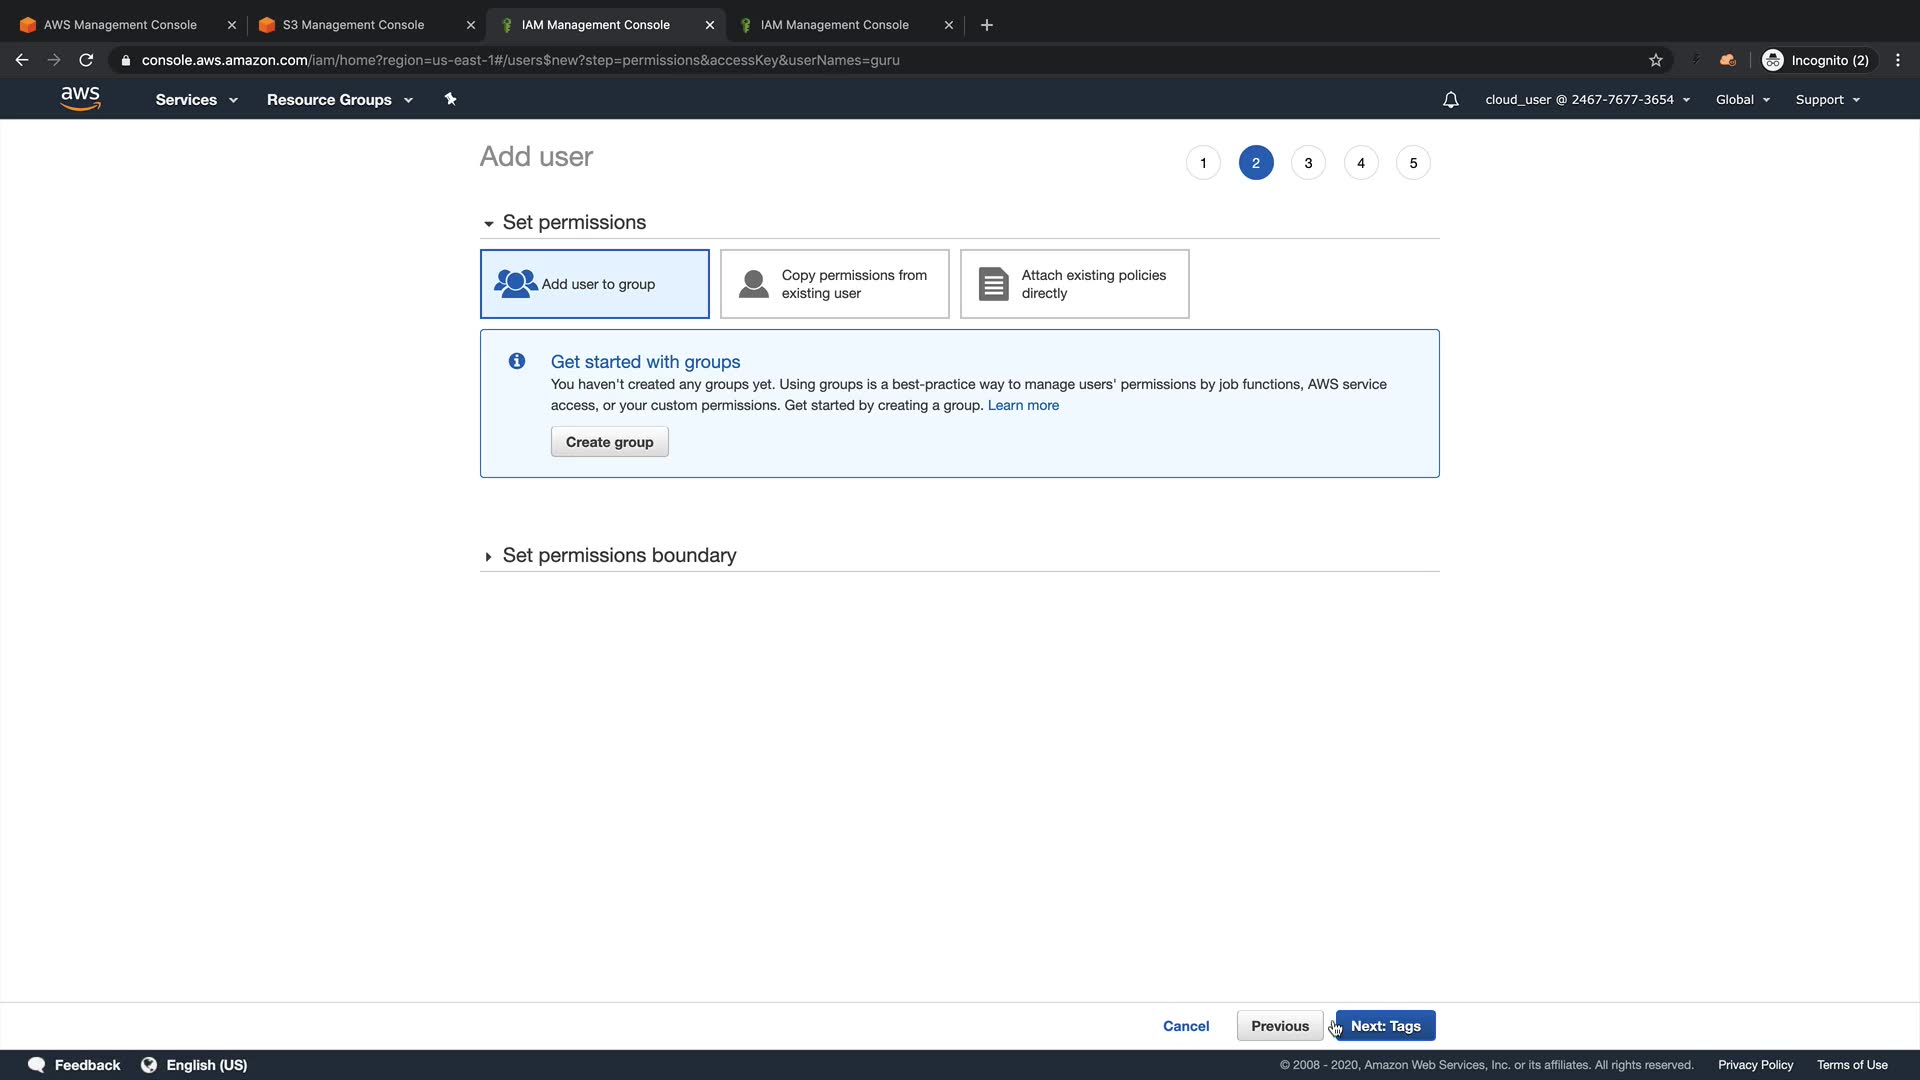 AWS Management Console
S3 Management Console
IAM Management Console
IAM Management Console
console.aws.amazon.com/iam/home?region=us-east-1#/users$new?step=permissions&accessKey&userNames=guru
Incognito (2)
aws
Services
Resource Groups
cloud_user @ 2467-7677-3654
Global
Support
Add user
1
2
3
4
5
Set permissions
Add user to group
Copy permissions from
existing user
Attach existing policies
directly
Get started with groups
You haven't created any groups yet. Using groups is a best-practice way to manage users' permissions by job functions, AWS service
access, or your custom permissions. Get started by creating a group. Learn more
Create group
Set permissions boundary
Cancel
Previous
Next: Tags
Feedback
English (US)
© 2008 - 2020, Amazon Web Services, Inc. or its affiliates. All rights reserved.
Privacy Policy
Terms of Use